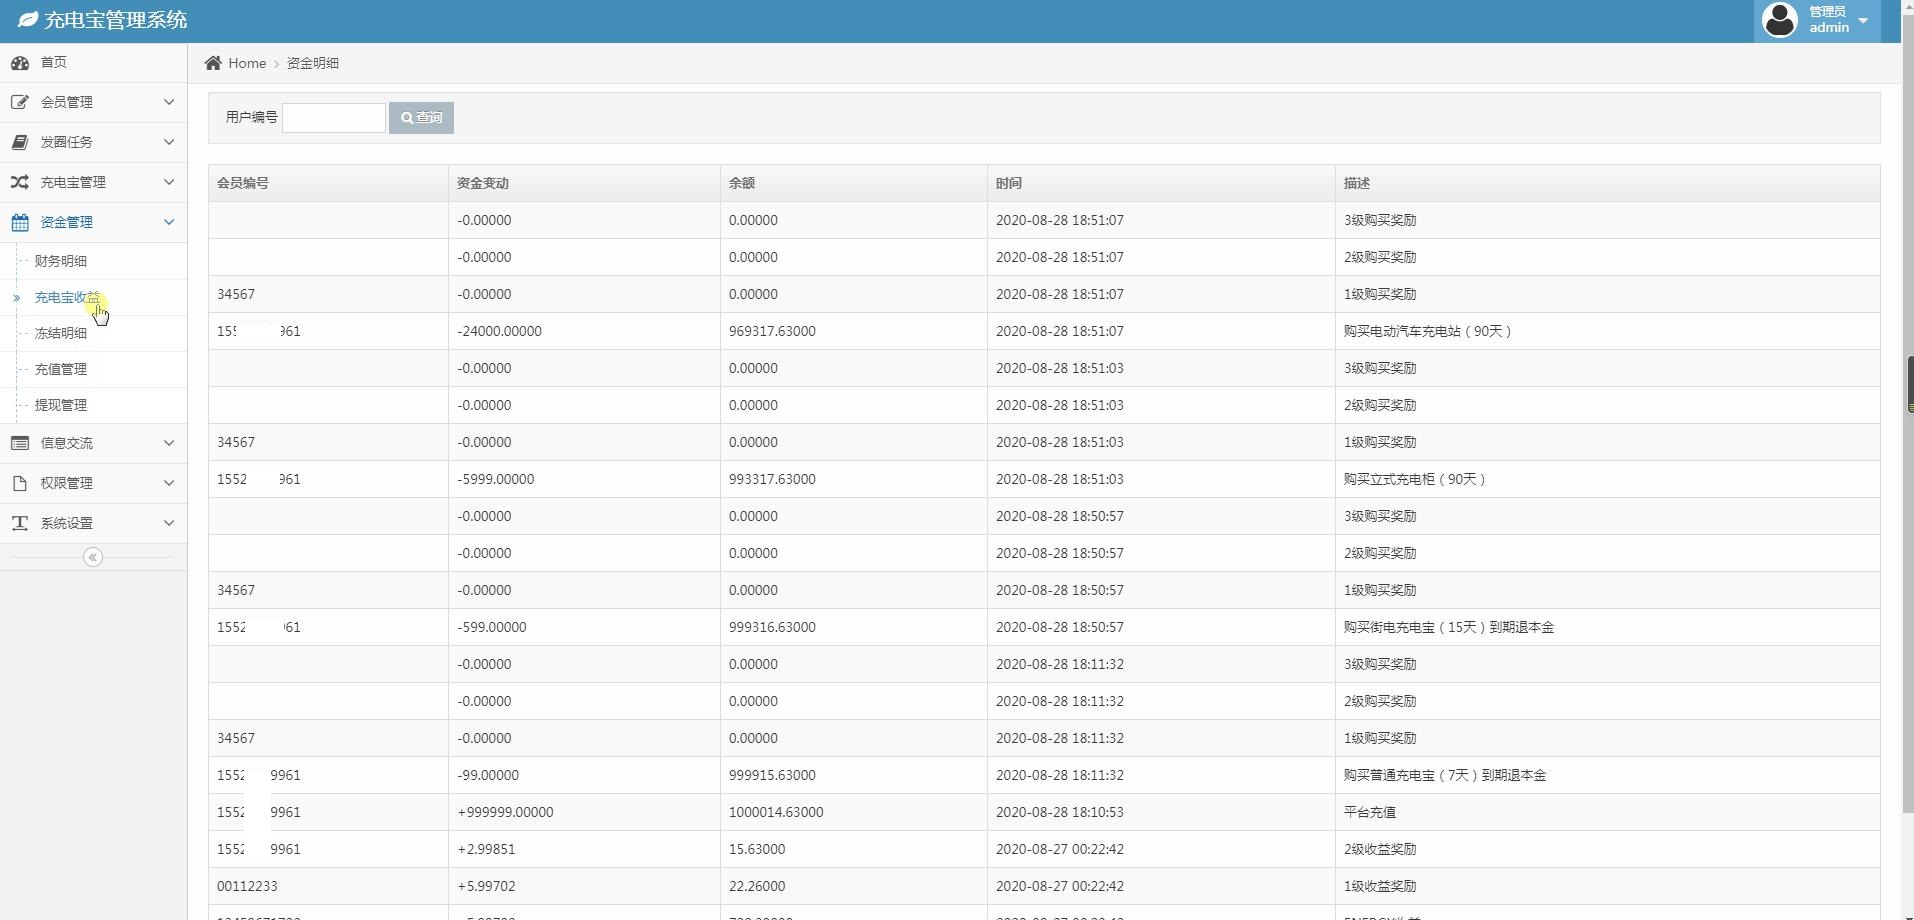 充电宝管理系统
管理员
admin
首页
会员管理
发圈任务
充电宝管理
资金管理
财务明细
充电宝收益
冻结明细
充值管理
提现管理
信息交流
权限管理
系统设置
Home > 资金明细
用户编号 查询
会员编号 资金变动 余额 时间 描述
-0.00000 0.00000 2020-08-28 18:51:07 3级购买奖励
-0.00000 0.00000 2020-08-28 18:51:07 2级购买奖励
34567 -0.00000 0.00000 2020-08-28 18:51:07 1级购买奖励
155 961 -24000.00000 969317.63000 2020-08-28 18:51:07 购买电动汽车充电站（90天）
-0.00000 0.00000 2020-08-28 18:51:03 3级购买奖励
-0.00000 0.00000 2020-08-28 18:51:03 2级购买奖励
34567 -0.00000 0.00000 2020-08-28 18:51:03 1级购买奖励
1552 961 -5999.00000 993317.63000 2020-08-28 18:51:03 购买立式充电柜（90天）
-0.00000 0.00000 2020-08-28 18:50:57 3级购买奖励
-0.00000 0.00000 2020-08-28 18:50:57 2级购买奖励
34567 -0.00000 0.00000 2020-08-28 18:50:57 1级购买奖励
1552 961 -599.00000 999316.63000 2020-08-28 18:50:57 购买街电充电宝（15天）到期退本金
-0.00000 0.00000 2020-08-28 18:11:32 3级购买奖励
-0.00000 0.00000 2020-08-28 18:11:32 2级购买奖励
34567 -0.00000 0.00000 2020-08-28 18:11:32 1级购买奖励
1552 9961 -99.00000 999915.63000 2020-08-28 18:11:32 购买普通充电宝（7天）到期退本金
1552 9961 +999999.00000 1000014.63000 2020-08-28 18:10:53 平台充值
1552 9961 +2.99851 15.63000 2020-08-27 00:22:42 2级收益奖励
00112233 +5.99702 22.26000 2020-08-27 00:22:42 1级收益奖励